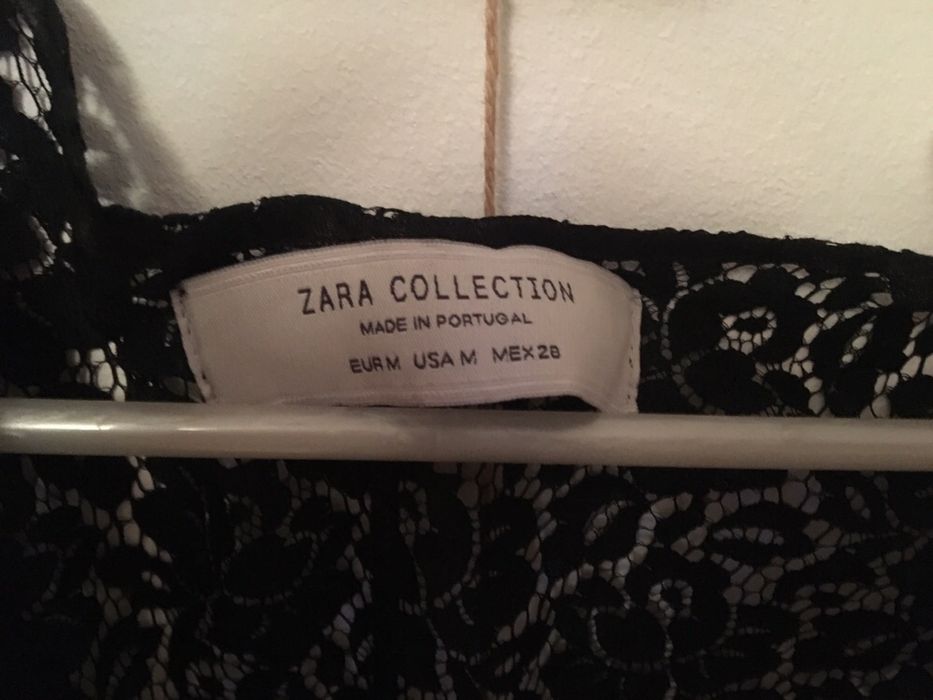 ZARA COLLECTION
MADE IN PORTUGAL
EUR M USA M MEX 28